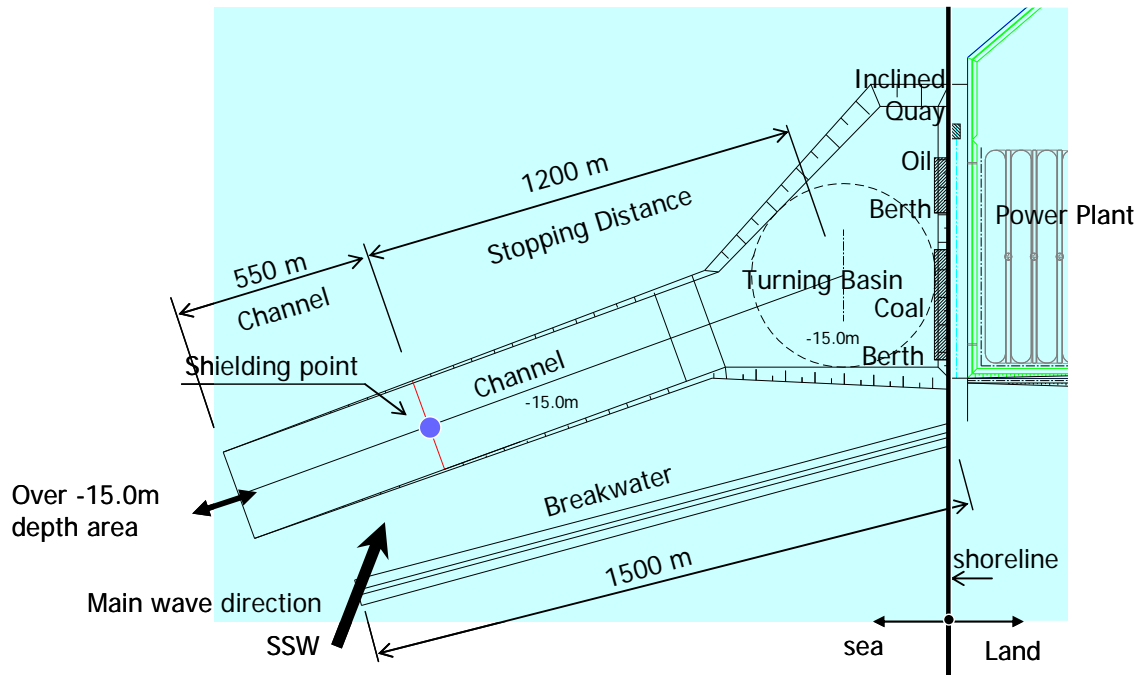 Inclined
Quay
1200 m
Oil
Stopping Distance
Berth
Power Plant
550 m
Channel
Turning Basin
Coal
-15.0m
Shielding point
Channel
Berth
-15.0m
Over -15.0m
depth area
Breakwater
1500 m
shoreline
Main wave direction
SSW
sea
Land